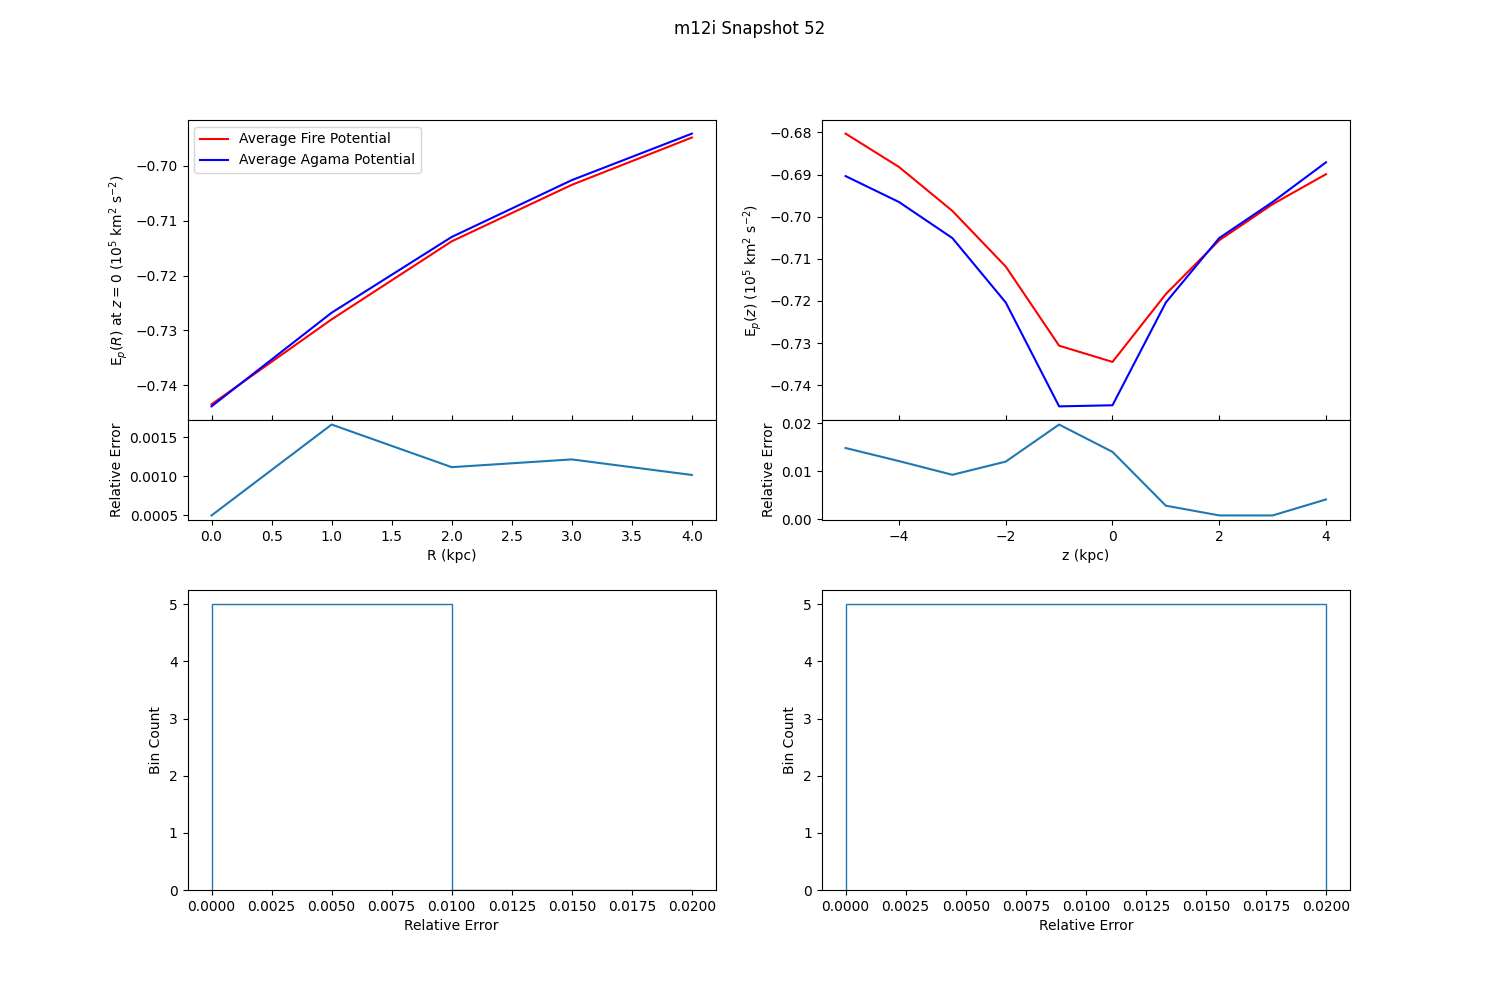 m12i Snapshot 52
Average Fire Potential
Average Agama Potential
E_p(R) at z = 0 (10^5 km^2 s^−2)
−0.70
−0.71
−0.72
−0.73
−0.74
Relative Error
0.0015
0.0010
0.0005
0.0 0.5 1.0 1.5 2.0 2.5 3.0 3.5 4.0
R (kpc)
E_p(z) (10^5 km^2 s^−2)
−0.68
−0.69
−0.70
−0.71
−0.72
−0.73
−0.74
Relative Error
0.02
0.01
0.00
−4 −2 0 2 4
z (kpc)
Bin Count
5
4
3
2
1
0
0.0000 0.0025 0.0050 0.0075 0.0100 0.0125 0.0150 0.0175 0.0200
Relative Error
Bin Count
5
4
3
2
1
0
0.0000 0.0025 0.0050 0.0075 0.0100 0.0125 0.0150 0.0175 0.0200
Relative Error